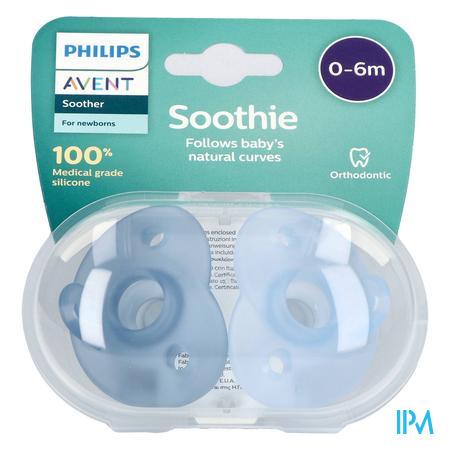 PHILIPS
AVENT
Soother
For newborns
100%
Medical grade
silicone
Soothie
Follows baby's
natural curves
0-6m
Orthodontic
IPM